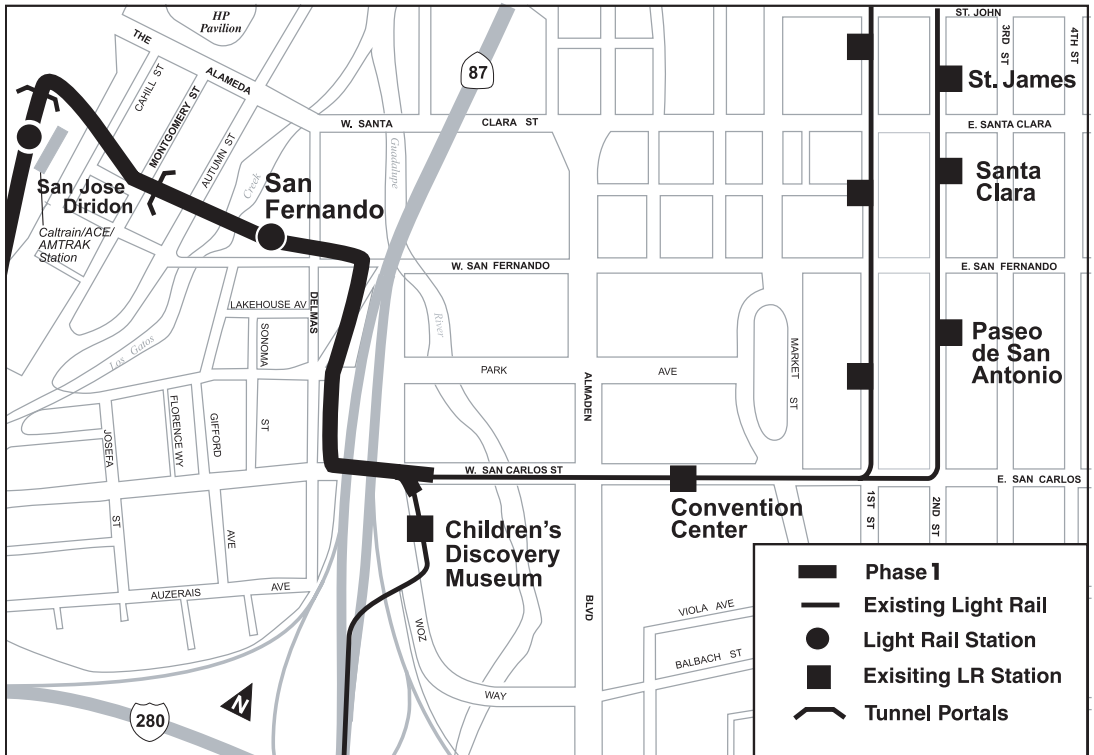 HP
Pavilion
THE
ALAMEDA
CAHILL ST
MONTGOMERY ST
AUTUMN ST
87
W. SANTA CLARA ST
ST. JOHN
3RD ST
4TH ST
St. James
E. SANTA CLARA
Santa
Clara
San Jose
Diridon
Caltrain/ACE/
AMTRAK
Station
San
Fernando
Creek
Guadalupe
River
Los Gatos
W. SAN FERNANDO
E. SAN FERNANDO
LAKEHOUSE AV
DELMAS
AVE
SONOMA
ST
GIFFORD
FLORENCE WY
JOSEFA
ST
PARK AVE
ALMADEN
BLVD
MARKET ST
Paseo
de San
Antonio
W. SAN CARLOS ST
E. SAN CARLOS
1ST ST
2ND ST
Convention
Center
Children's
Discovery
Museum
AUZERAIS AVE
WOZ
WAY
VIOLA AVE
BALBACH ST
280
N
Phase 1
Existing Light Rail
Light Rail Station
Exisiting LR Station
Tunnel Portals